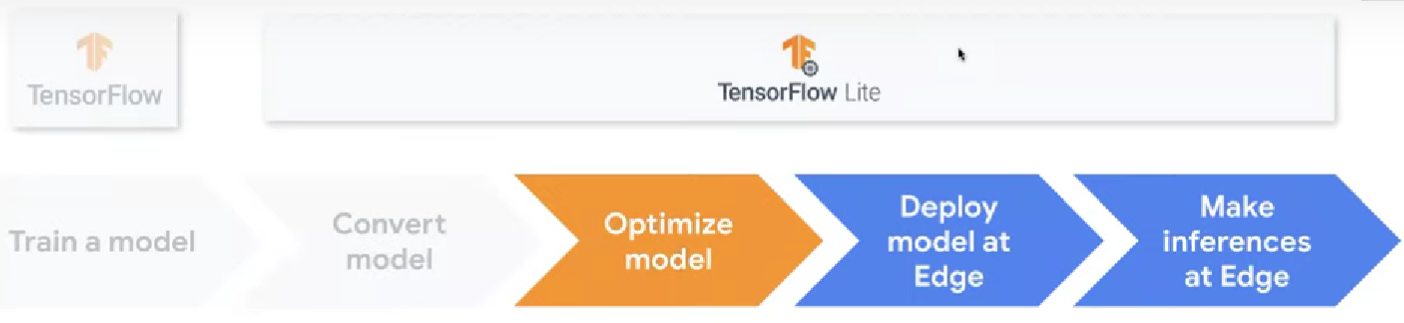 TensorFlow
TensorFlow Lite
Train a model
Convert
model
Optimize
model
Deploy
model at
Edge
Make
inferences
at Edge